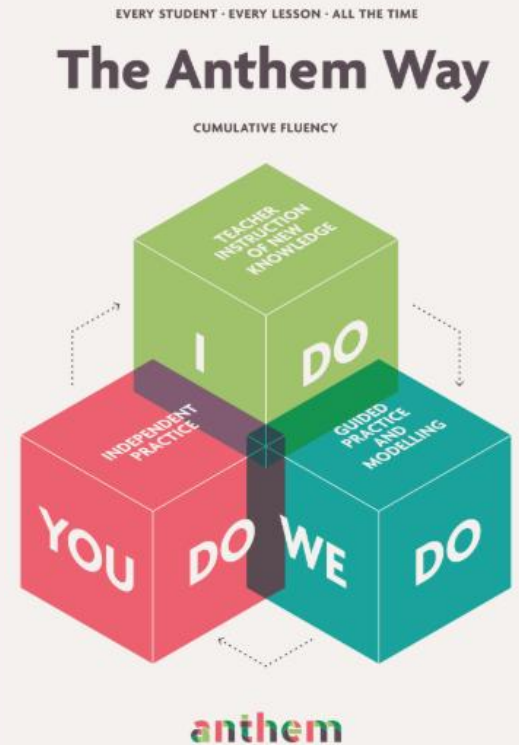 EVERY STUDENT · EVERY LESSON · ALL THE TIME
The Anthem Way
CUMULATIVE FLUENCY
TEACHER
INSTRUCTION
OF NEW
KNOWLEDGE
I DO
INDEPENDENT
PRACTICE
YOU DO
GUIDED
PRACTICE
AND
MODELLING
WE DO
anthem